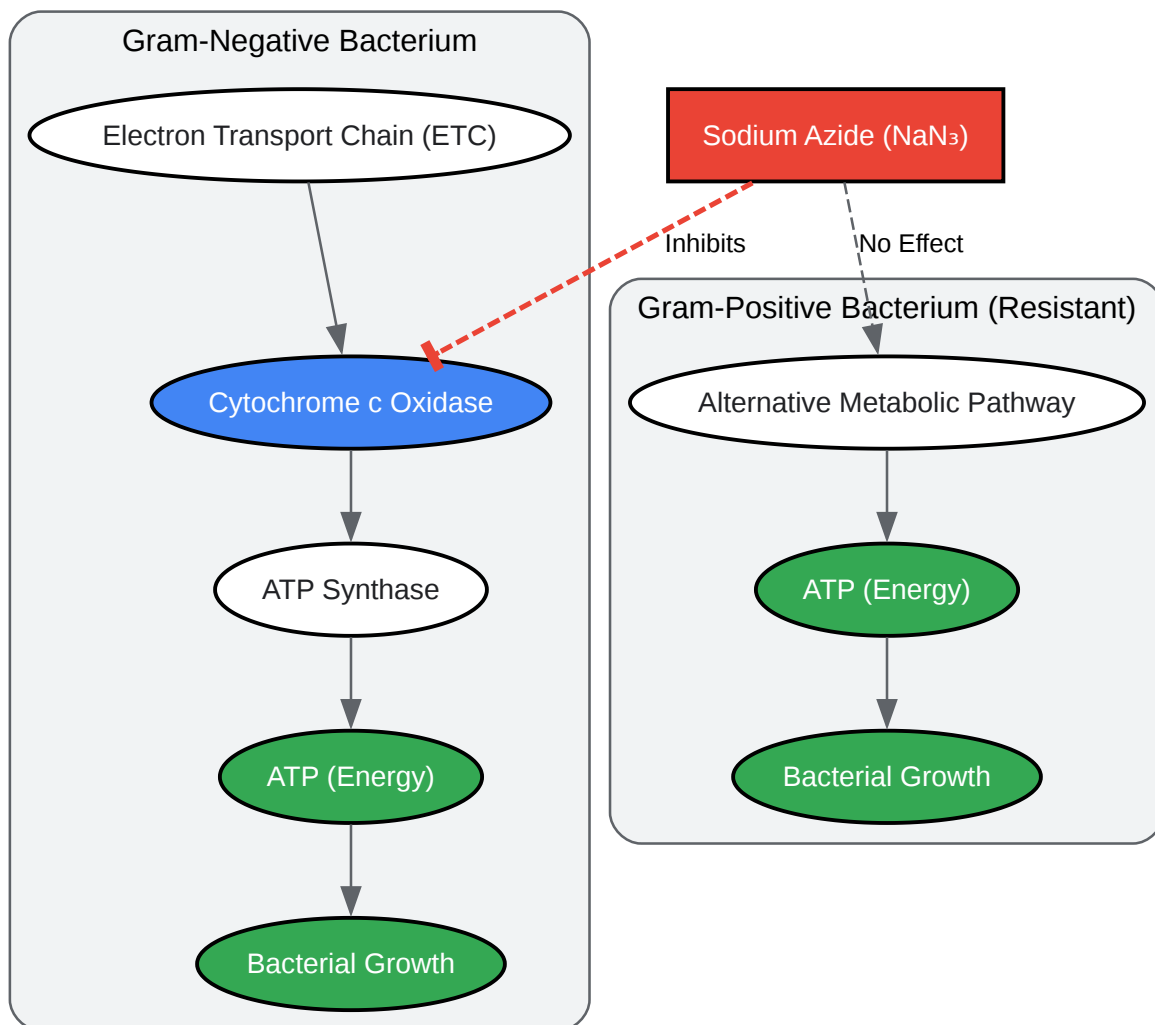 Gram-Negative Bacterium
Electron Transport Chain (ETC)
Sodium Azide (NaN₃)
Inhibits
No Effect
Gram-Positive Bacterium (Resistant)
Cytochrome c Oxidase
Alternative Metabolic Pathway
ATP Synthase
ATP (Energy)
ATP (Energy)
Bacterial Growth
Bacterial Growth